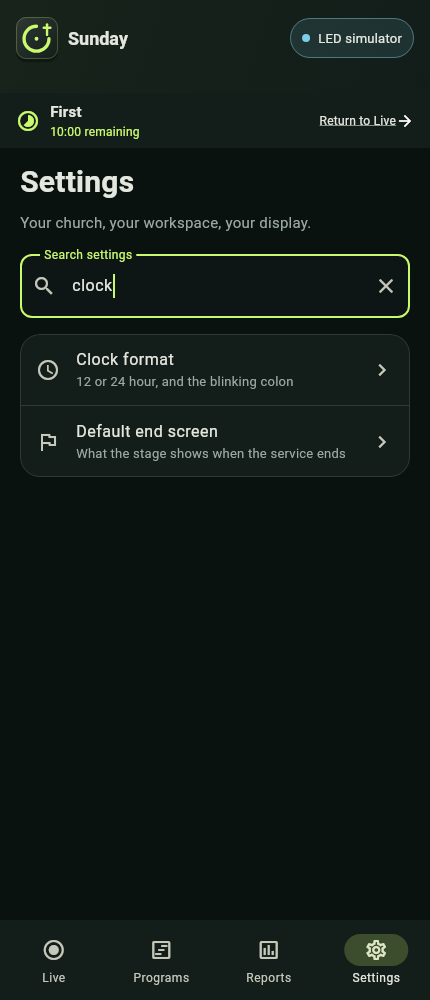 Sunday
LED simulator
First
10:00 remaining
Return to Live
Settings
Your church, your workspace, your display.
Search settings
clock
Clock format
12 or 24 hour, and the blinking colon
Default end screen
What the stage shows when the service ends
Live
Programs
Reports
Settings